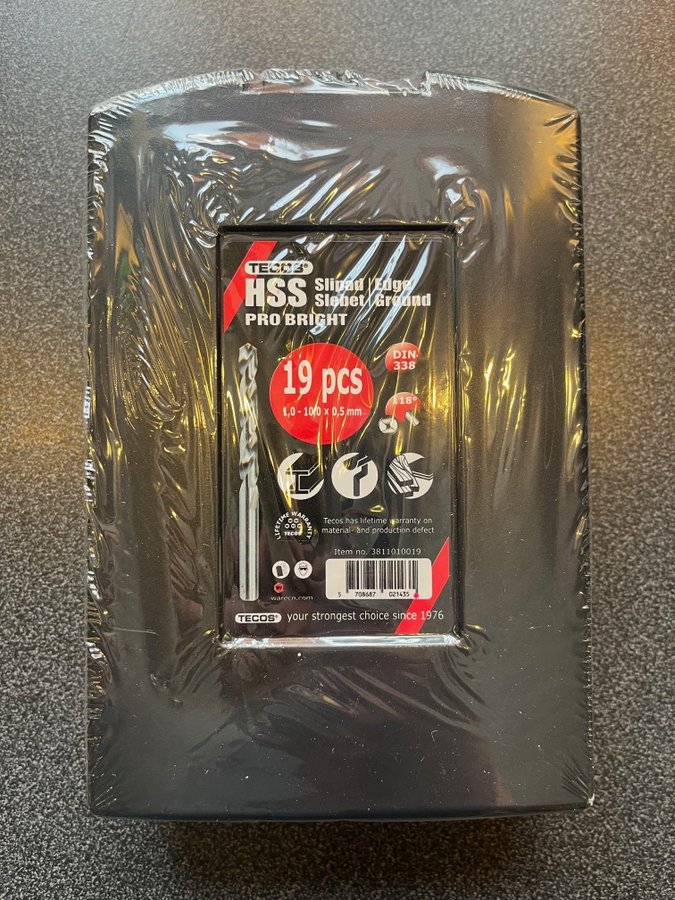 TECOS®
HSS Slipad | Edge
Slebet | Ground
PRO BRIGHT
19 pcs
1,0 - 10,0 x 0,5 mm
DIN
338
118°
LIFETIME WARRANTY
TECOS
Tecos has lifetime warranty on
material- and production defect
Item no. 3811010019
5 708687 021435
wareco.com
TECOS® your strongest choice since 1976